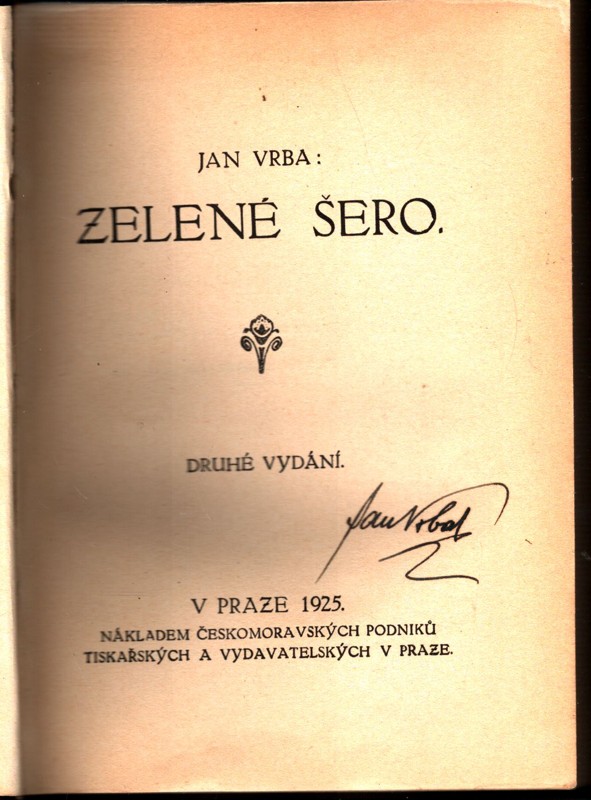 JAN VRBA:
ZELENÉ ŠERO.
DRUHÉ VYDÁNÍ.
Jan Vrba
V PRAZE 1925.
NÁKLADEM ČESKOMORAVSKÝCH PODNIKŮ
TISKAŘSKÝCH A VYDAVATELSKÝCH V PRAZE.